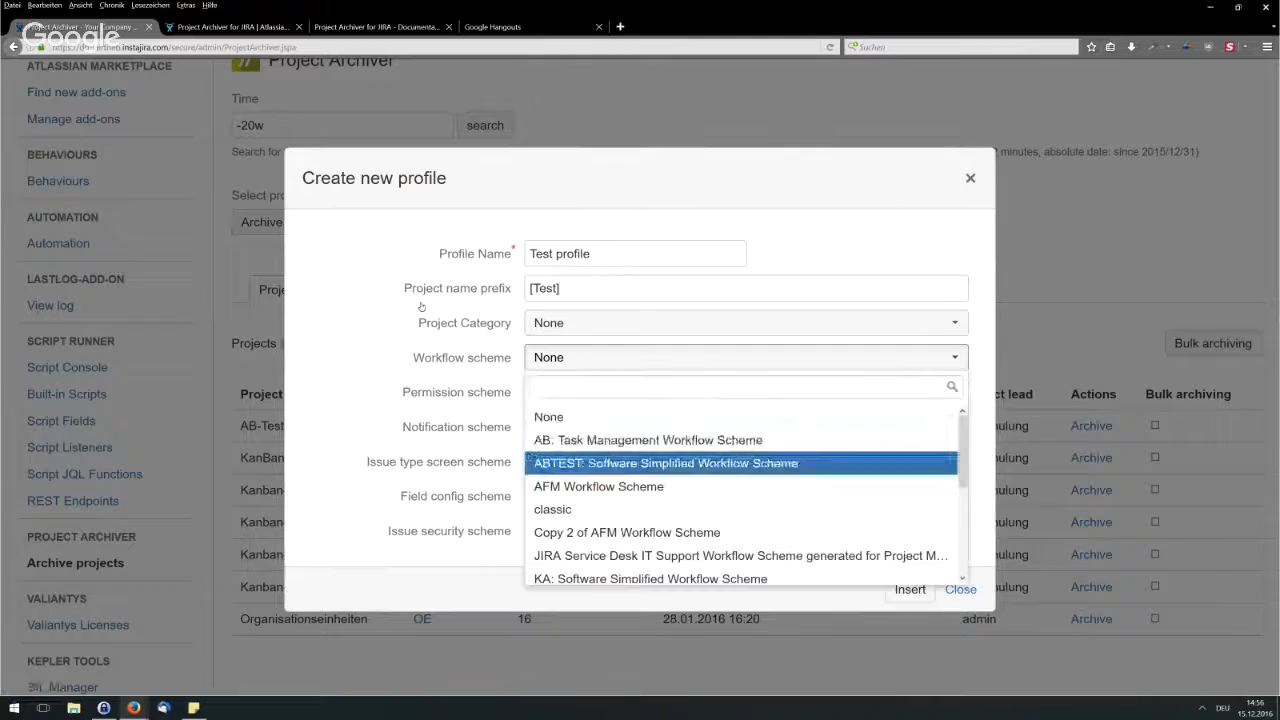 Datei Bearbeiten Ansicht Chronik Lesezeichen Extras Hilfe
Project Archiver - Your Company ... Project Archiver for JIRA | Atlassia... Project Archiver for JIRA - Documenta... Google Hangouts
Google
.instajira.com/secure/admin/ProjectArchiver.jspa Suchen
ATLASSIAN MARKETPLACE
Find new add-ons
Manage add-ons
BEHAVIOURS
Behaviours
AUTOMATION
Automation
LASTLOG-ADD-ON
View log
SCRIPT RUNNER
Script Console
Built-in Scripts
Script Fields
Script Listeners
Script JQL Functions
REST Endpoints
PROJECT ARCHIVER
Archive projects
VALIANTYS
Valiantys Licenses
KEPLER TOOLS
Manager
Project Archiver
Time
-20w search
Search for minutes, absolute date: since 2015/12/31)
Select pro
Archive
Proje
Projects Bulk archiving
Create new profile
Profile Name* Test profile
Project name prefix [Test]
Project Category None
Workflow scheme None
Permission scheme
Notification scheme
Issue type screen scheme
Field config scheme
Issue security scheme
None
AB: Task Management Workflow Scheme
ABTEST: Software Simplified Workflow Scheme
AFM Workflow Scheme
classic
Copy 2 of AFM Workflow Scheme
JIRA Service Desk IT Support Workflow Scheme generated for Project M...
KA: Software Simplified Workflow Scheme
Insert Close
Project ct lead Actions Bulk archiving
AB-Test hulung Archive
KanBan hulung Archive
Kanban- hulung Archive
Kanban- hulung Archive
Kanban- hulung Archive
Kanban- hulung Archive
Organisationseinheiten OE 16 28.01.2016 16:20 admin Archive
DEU 14:56
15.12.2016